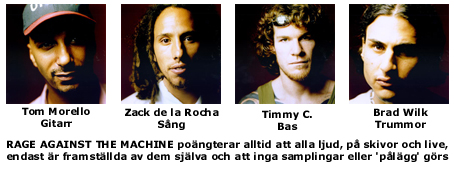 Tom Morello
Gitarr
Zack de la Rocha
Sång
Timmy C.
Bas
Brad Wilk
Trummor
RAGE AGAINST THE MACHINE poängterar alltid att alla ljud, på skivor och live,
endast är framställda av dem själva och att inga samplingar eller 'pålägg' görs